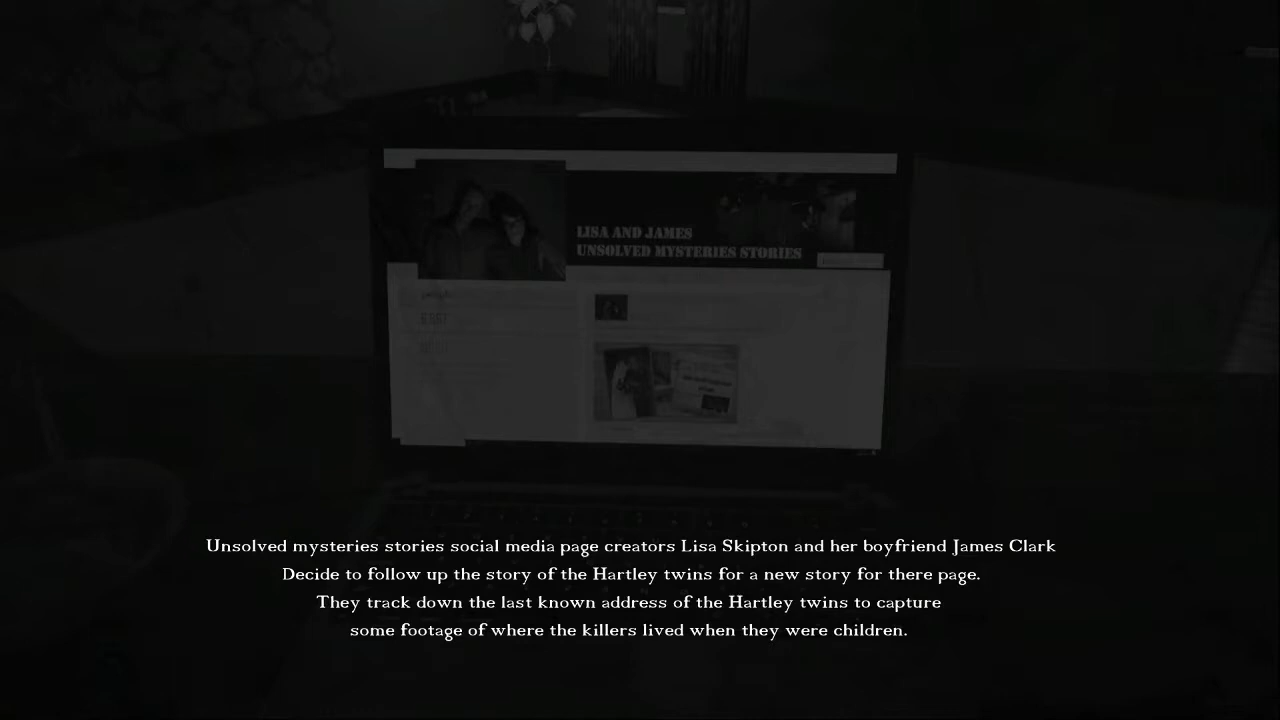 LISA AND JAMES
UNSOLVED MYSTERIES STORIES
Unsolved mysteries stories social media page creators Lisa Skipton and her boyfriend James Clark
Decide to follow up the story of the Hartley twins for a new story for there page.
They track down the last known address of the Hartley twins to capture
some footage of where the killers lived when they were children.